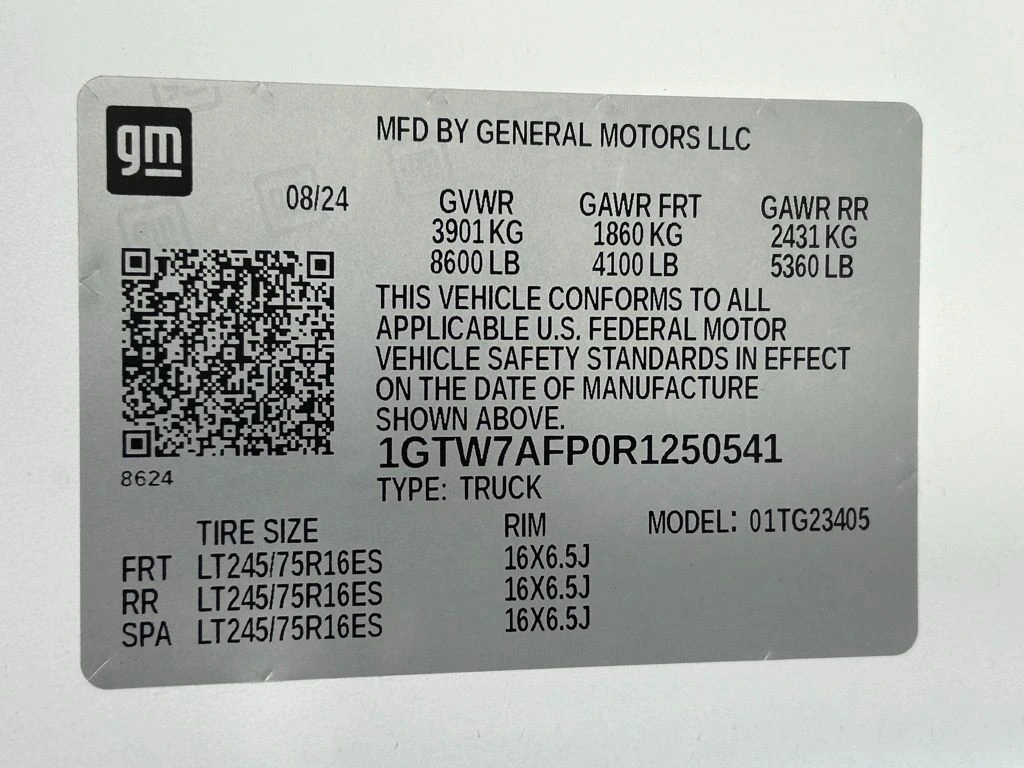 gm
MFD BY GENERAL MOTORS LLC
08/24
GVWR GAWR FRT GAWR RR
3901 KG 1860 KG 2431 KG
8600 LB 4100 LB 5360 LB
THIS VEHICLE CONFORMS TO ALL
APPLICABLE U.S. FEDERAL MOTOR
VEHICLE SAFETY STANDARDS IN EFFECT
ON THE DATE OF MANUFACTURE
SHOWN ABOVE.
1GTW7AFP0R1250541
8624
TYPE: TRUCK
TIRE SIZE RIM MODEL: 01TG23405
FRT LT245/75R16ES 16X6.5J
RR LT245/75R16ES 16X6.5J
SPA LT245/75R16ES 16X6.5J